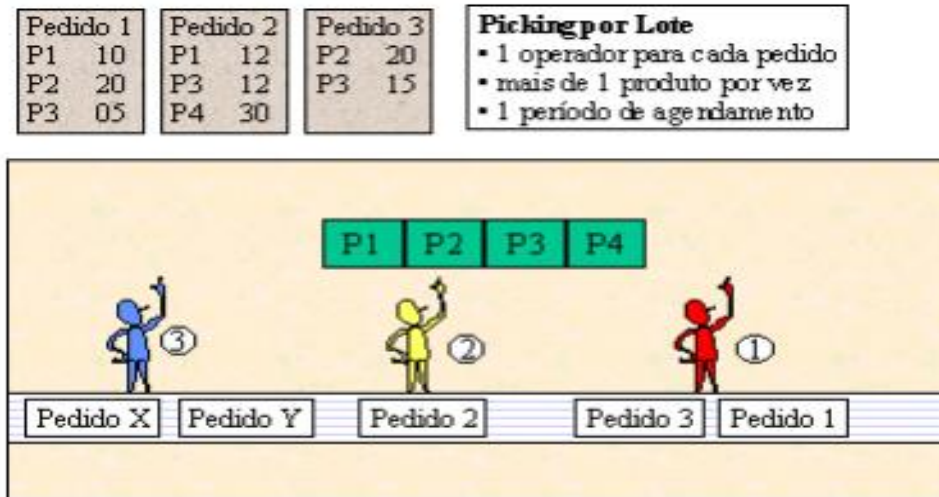 Pedido 1
P1 10
P2 20
P3 05
Pedido 2
P1 12
P3 12
P4 30
Pedido 3
P2 20
P3 15
Picking por Lote
▪ 1 operador para cada pedido
▪ mais de 1 produto por vez
▪ 1 período de agendamento
P1 P2 P3 P4
3 2 1
Pedido X Pedido Y Pedido 2 Pedido 3 Pedido 1